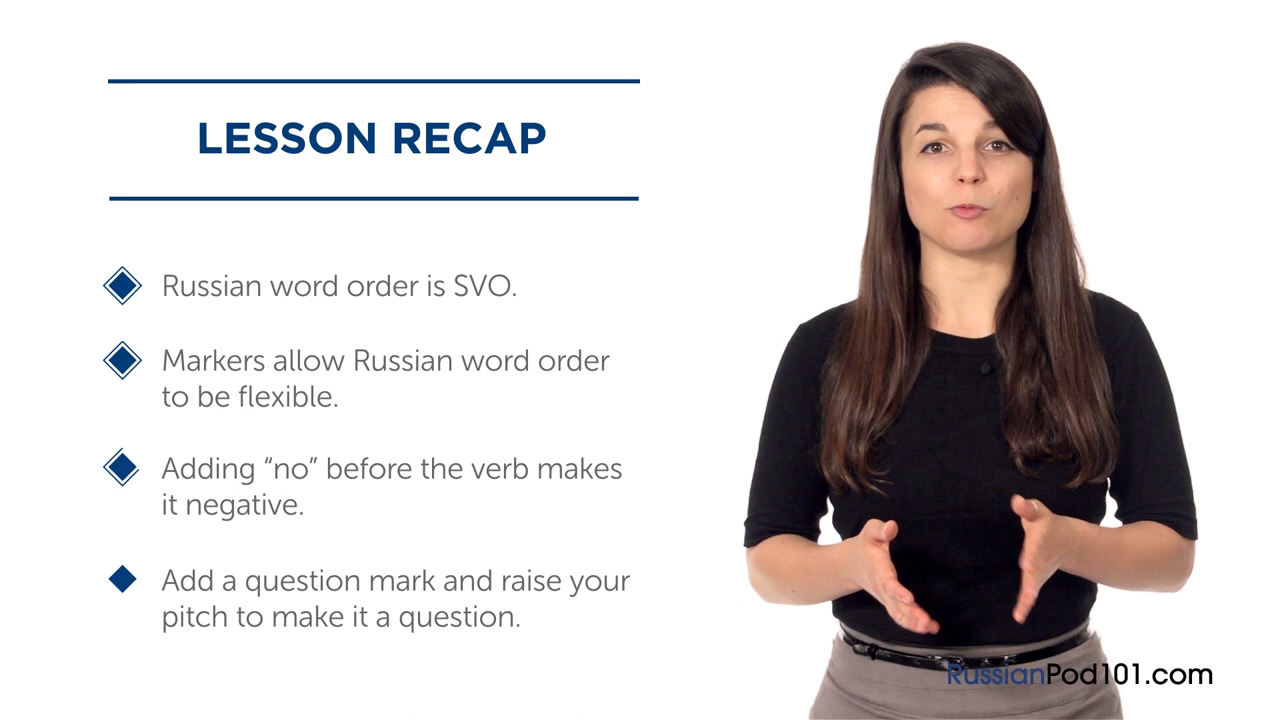 LESSON RECAP
Russian word order is SVO.
Markers allow Russian word order
to be flexible.
Adding “no” before the verb makes
it negative.
Add a question mark and raise your
pitch to make it a question.
RussianPod101.com